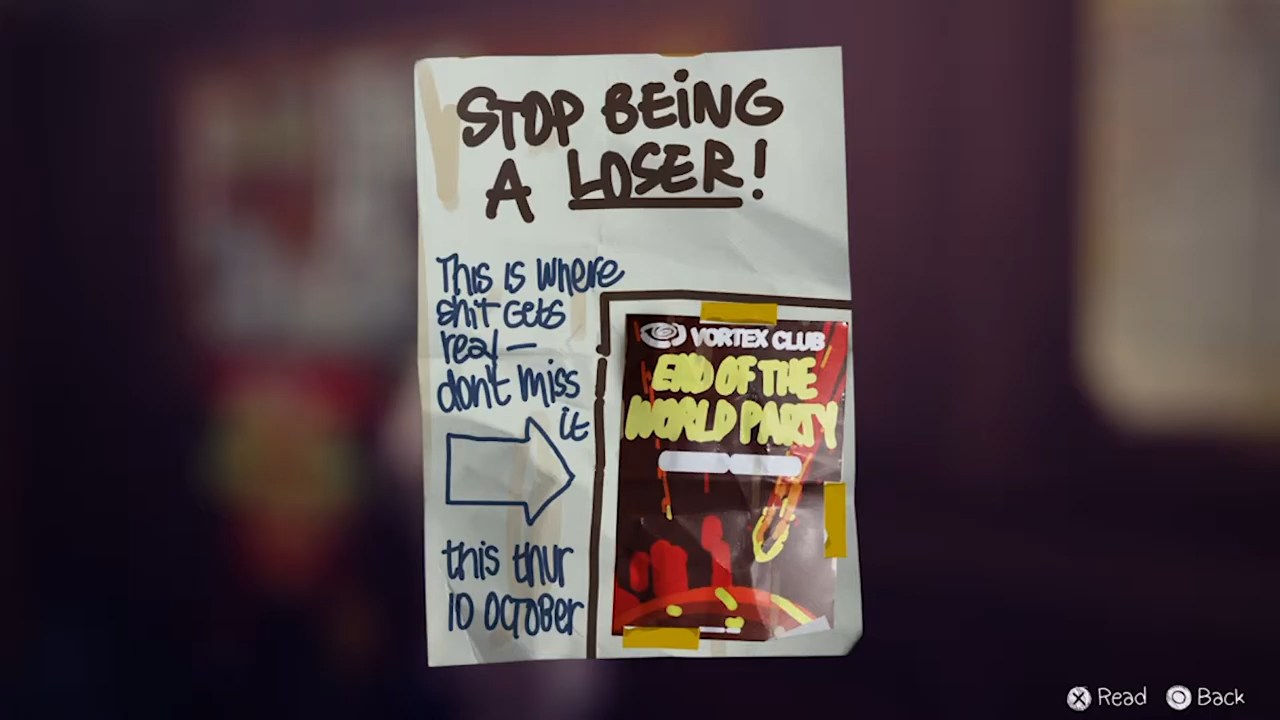 STOP BEING
A LOSER!
This is where
shit gets
real —
don't miss
it
this thur
10 OCTOBER
VORTEX CLUB
END OF THE
WORLD PARTY
Read
Back